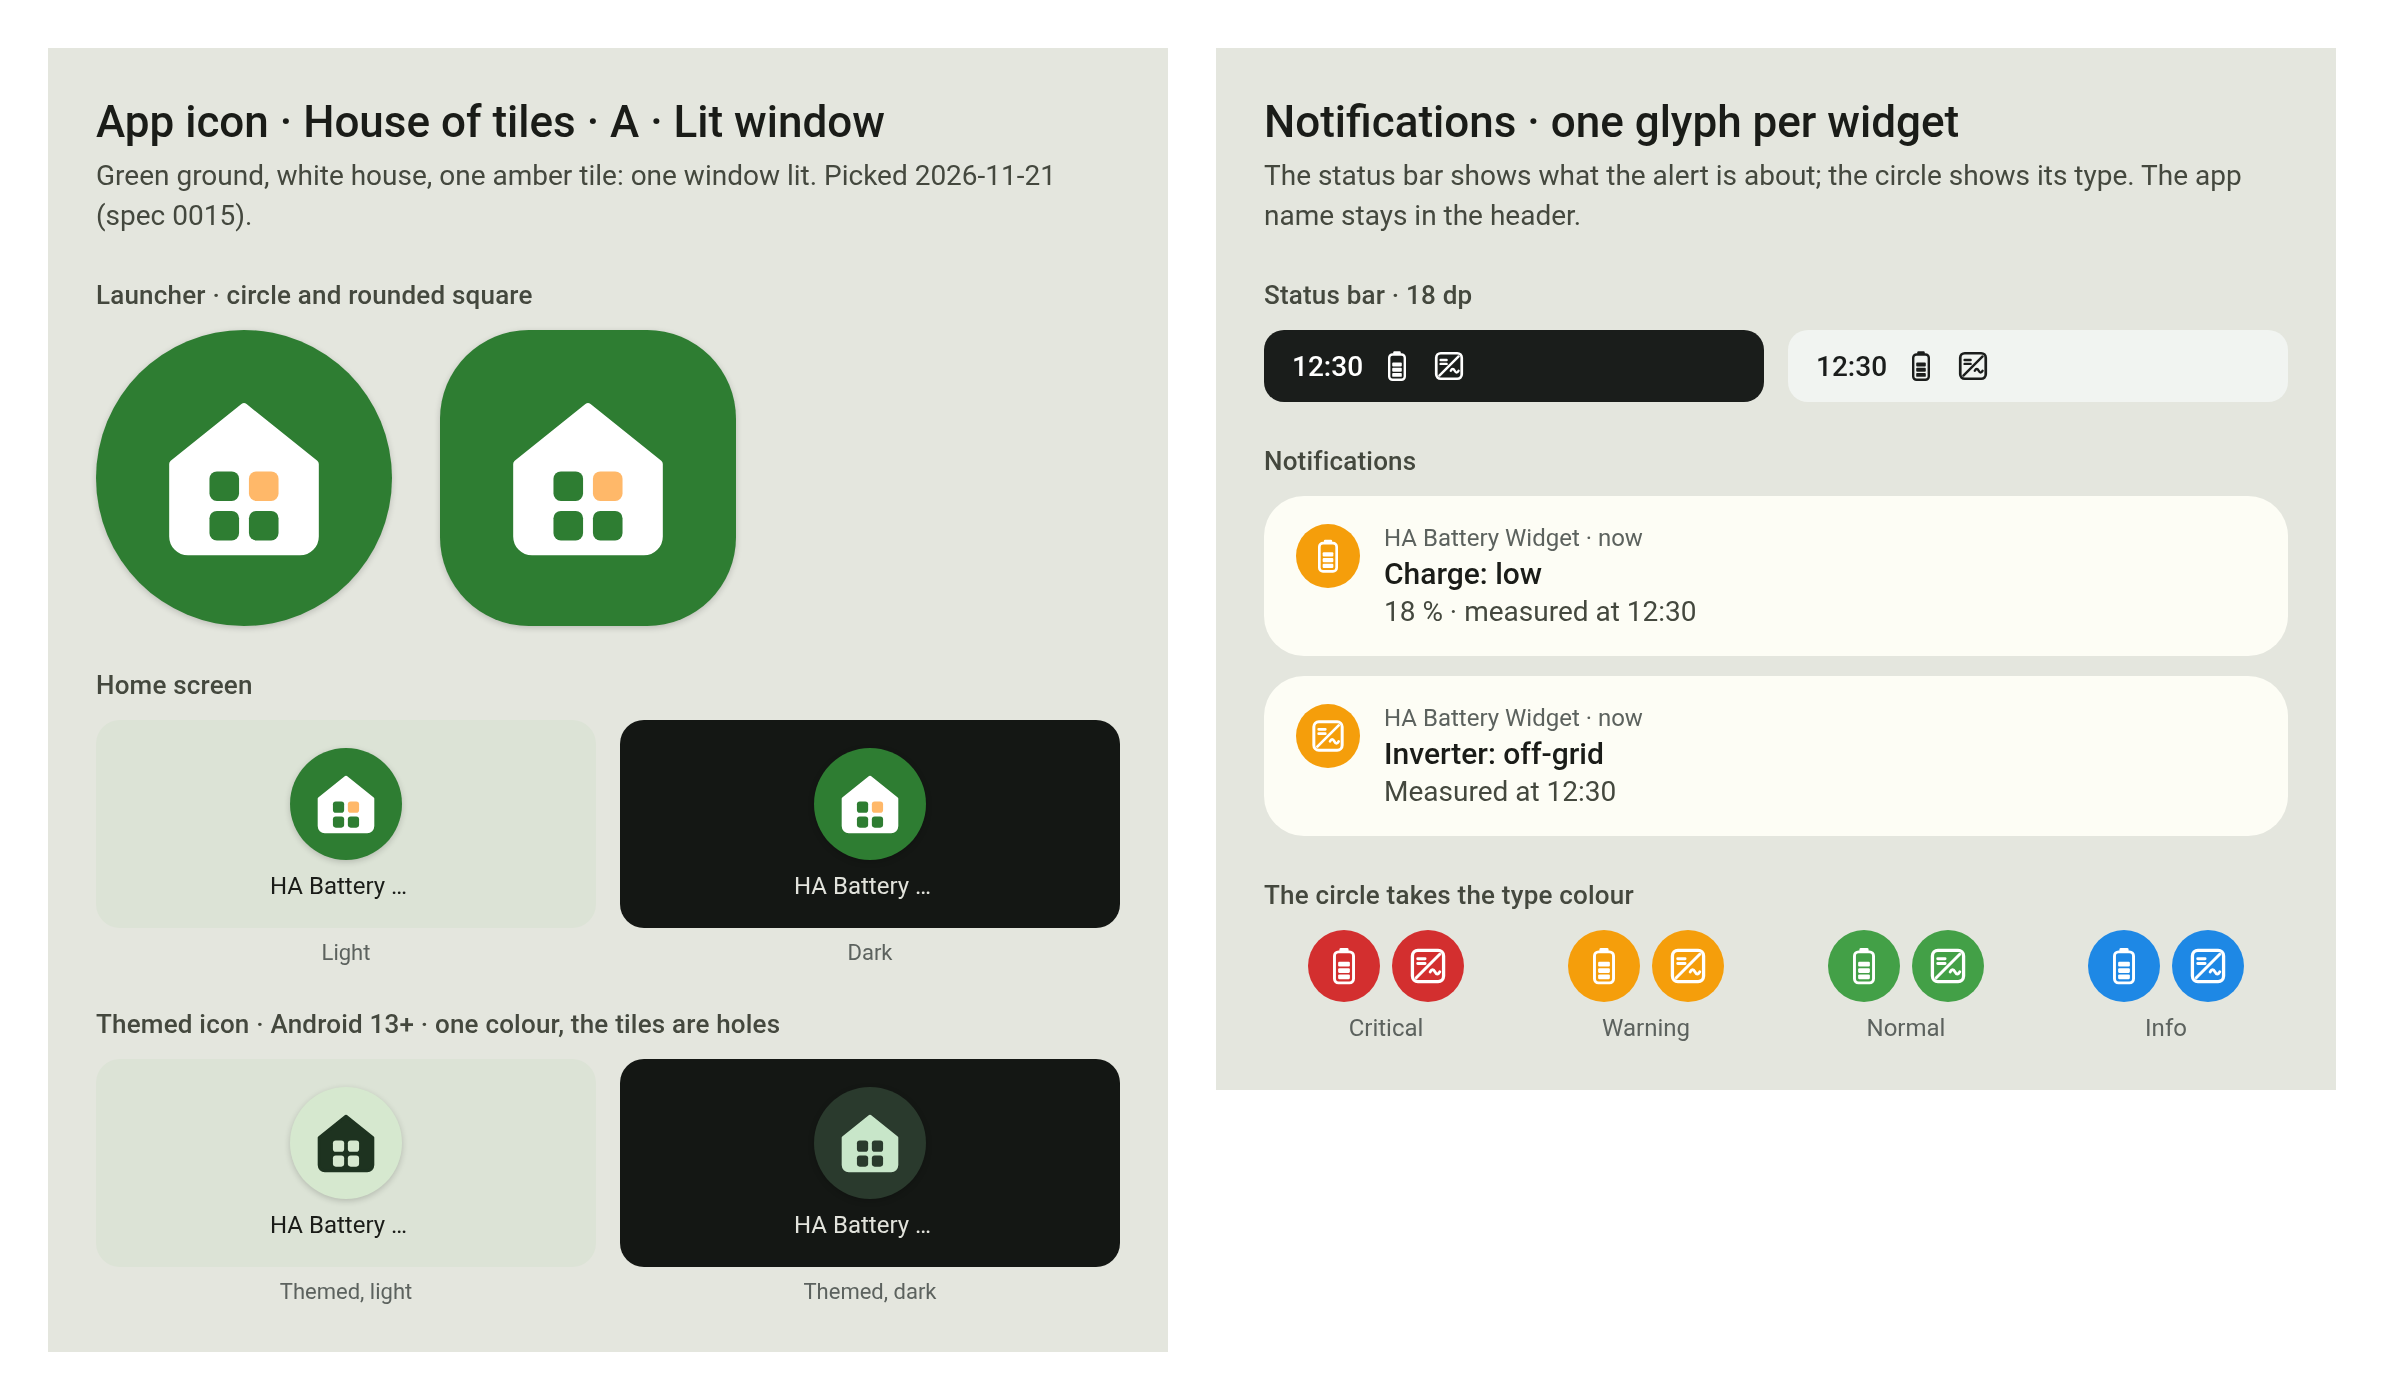 App icon · House of tiles · A · Lit window
Green ground, white house, one amber tile: one window lit. Picked 2026-11-21
(spec 0015).
Launcher · circle and rounded square
Home screen
HA Battery ...
HA Battery ...
Light
Dark
Themed icon · Android 13+ · one colour, the tiles are holes
HA Battery ...
HA Battery ...
Themed, light
Themed, dark
Notifications · one glyph per widget
The status bar shows what the alert is about; the circle shows its type. The app
name stays in the header.
Status bar · 18 dp
12:30
12:30
Notifications
HA Battery Widget · now
Charge: low
18 % · measured at 12:30
HA Battery Widget · now
Inverter: off-grid
Measured at 12:30
The circle takes the type colour
Critical
Warning
Normal
Info